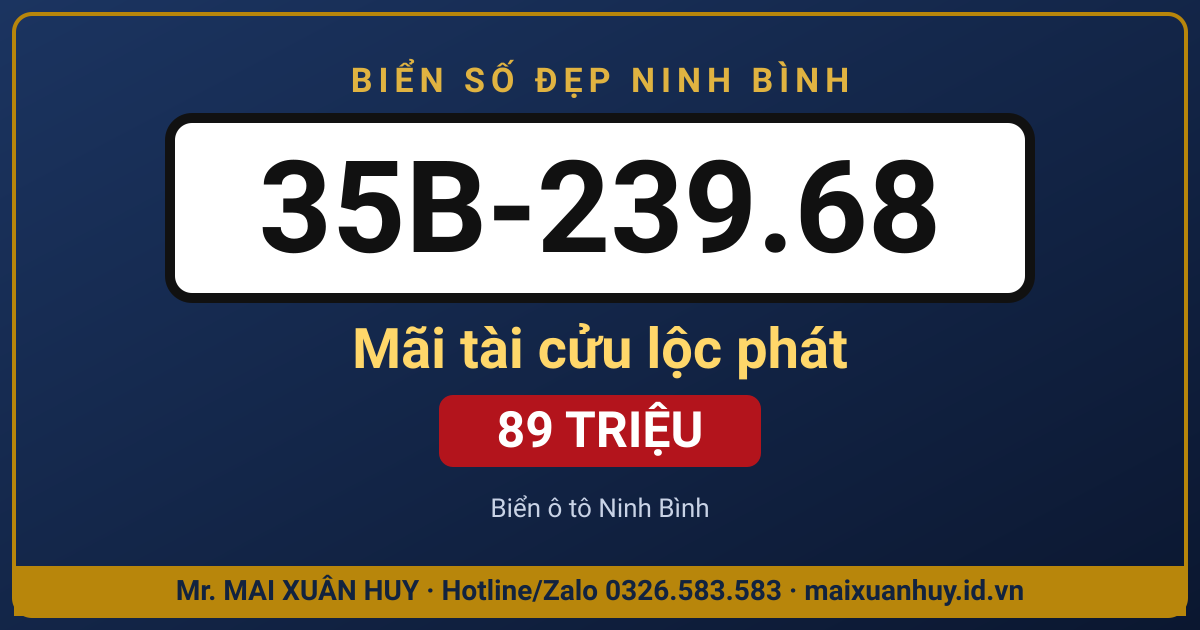 BIỂN SỐ ĐẸP NINH BÌNH
35B-239.68
Mãi tài cửu lộc phát
89 TRIỆU
Biển ô tô Ninh Bình
Mr. MAI XUÂN HUY · Hotline/Zalo 0326.583.583 · maixuanhuy.id.vn